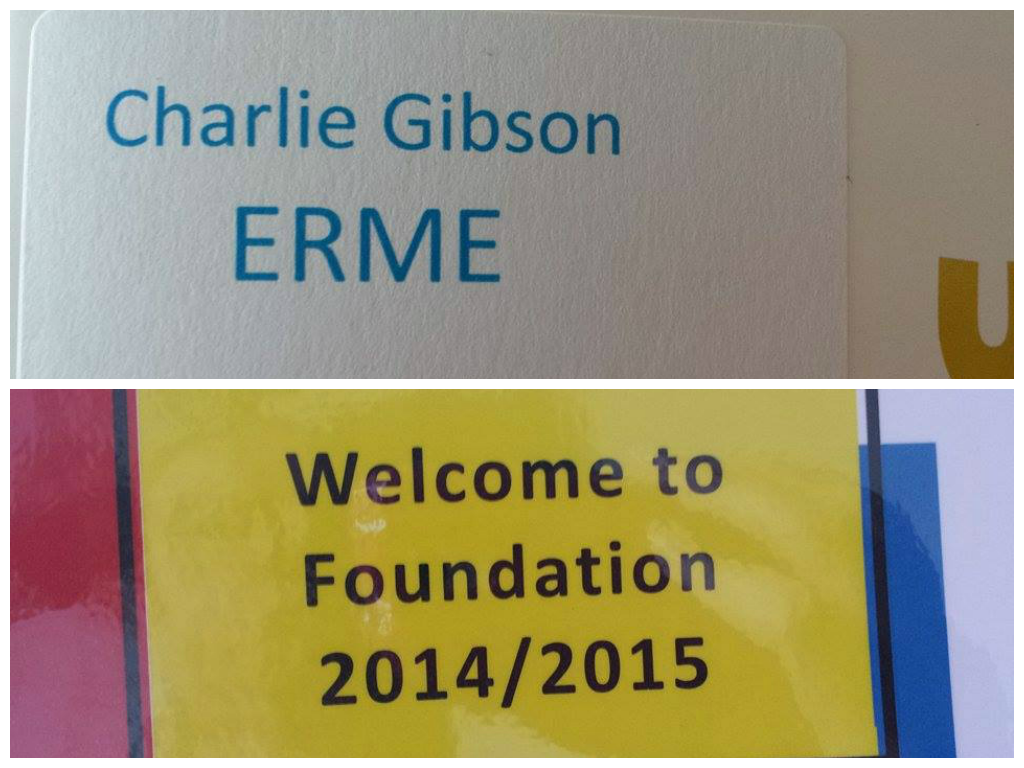 Charlie Gibson
ERME
Welcome to
Foundation
2014/2015